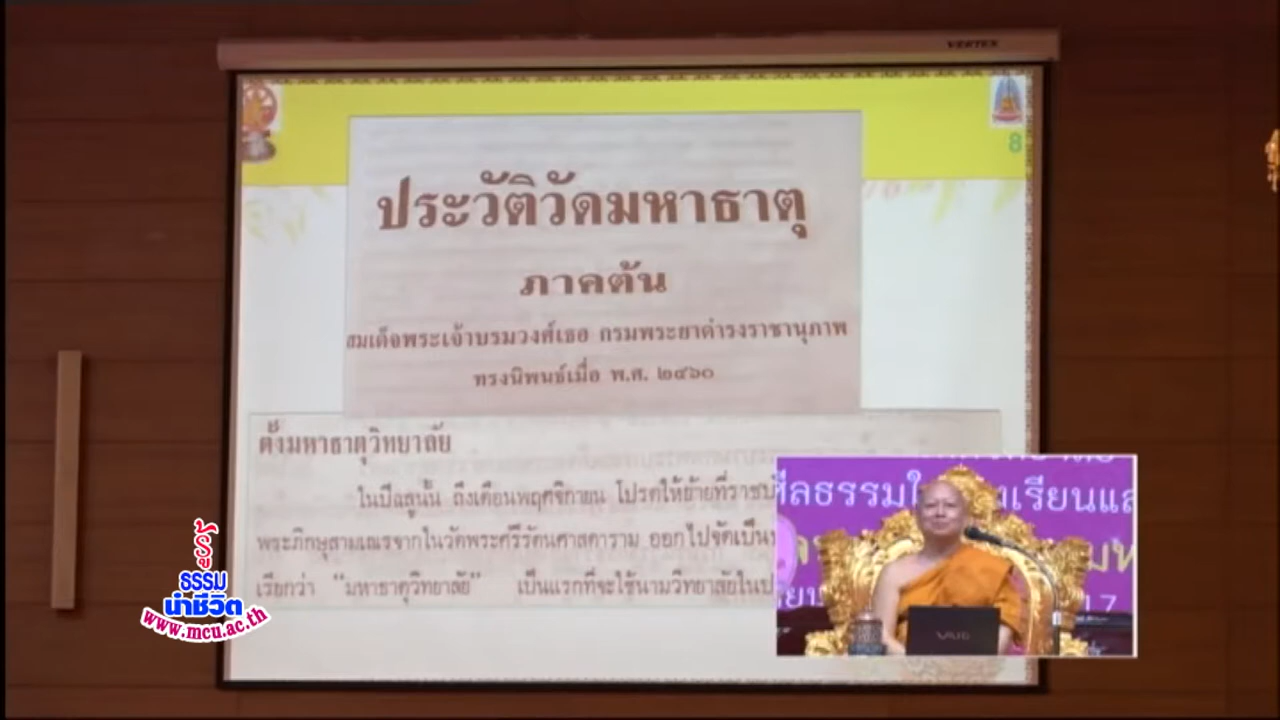 VERTEX
8
ประวัติวัดมหาธาตุ
ภาคต้น
สมเด็จพระเจ้าบรมวงศ์เธอ กรมพระยาดำรงราชานุภาพ
ทรงนิพนธ์เมื่อ พ.ศ. ๒๔๖๐
ตั้งมหาธาตุวิทยาลัย
ในปีฉลูนั้น ถึงเดือนพฤศจิกายน โปรดให้ย้ายที่ราชบ
พระภิกษุสามเณรจากในวัดพระศรีรัตนศาสดาราม ออกไปจัดเป็น
เรียกว่า "มหาธาตุวิทยาลัย" เป็นแรกที่จะใช้นามวิทยาลัยในป
ศีลธรรมใ งเรียนแล
17
VAIO
รู้
ธรรม
นำชีวิต
www.mcu.ac.th